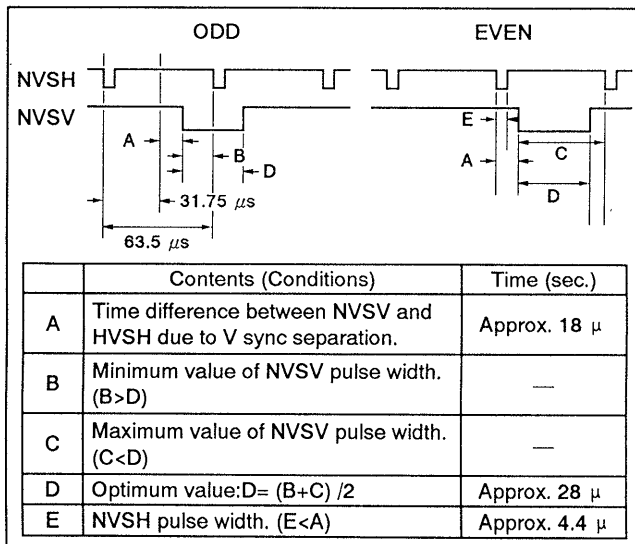 ODD EVEN
NVSH
NVSV
E
A B C
A
D D
31.75 µs
63.5 µs
Contents (Conditions) Time (sec.)
A Time difference between NVSV and HVSH due to V sync separation. Approx. 18 µ
B Minimum value of NVSV pulse width. (B>D) —
C Maximum value of NVSV pulse width. (C<D) —
D Optimum value:D= (B+C) /2 Approx. 28 µ
E NVSH pulse width. (E<A) Approx. 4.4 µ